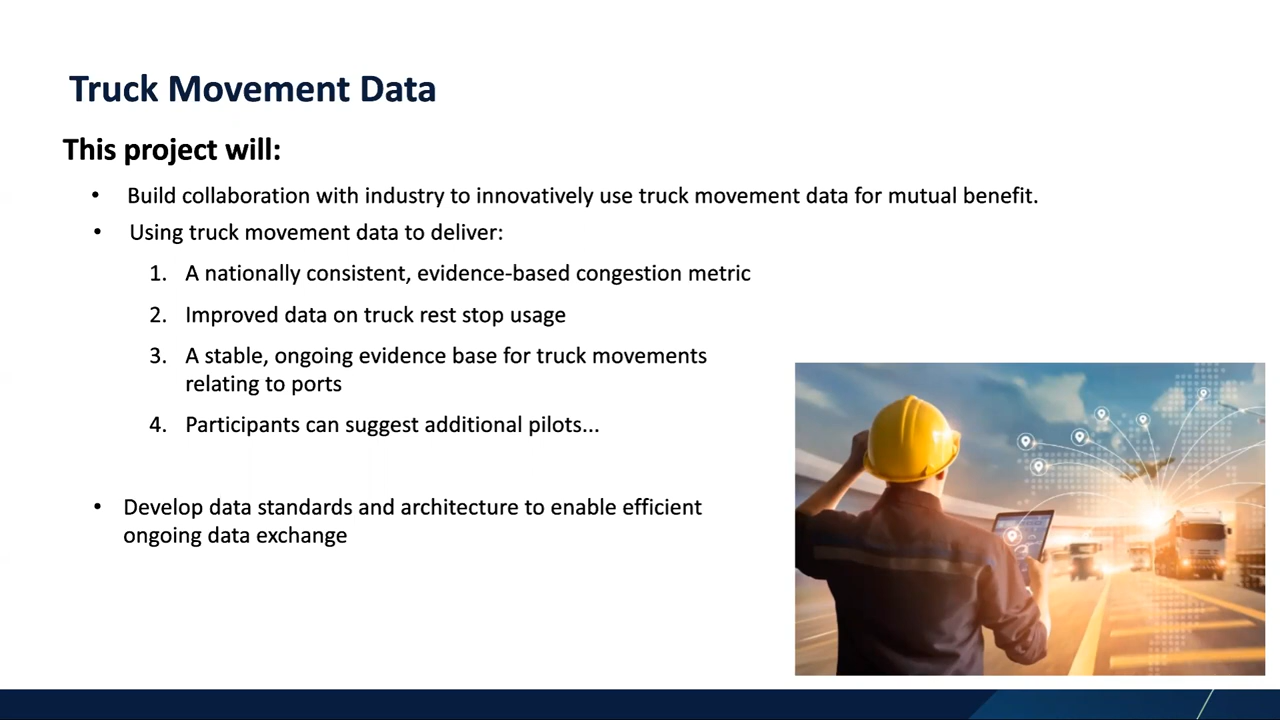 Truck Movement Data
This project will:
• Build collaboration with industry to innovatively use truck movement data for mutual benefit.
• Using truck movement data to deliver:
1. A nationally consistent, evidence-based congestion metric
2. Improved data on truck rest stop usage
3. A stable, ongoing evidence base for truck movements
relating to ports
4. Participants can suggest additional pilots...
• Develop data standards and architecture to enable efficient
ongoing data exchange